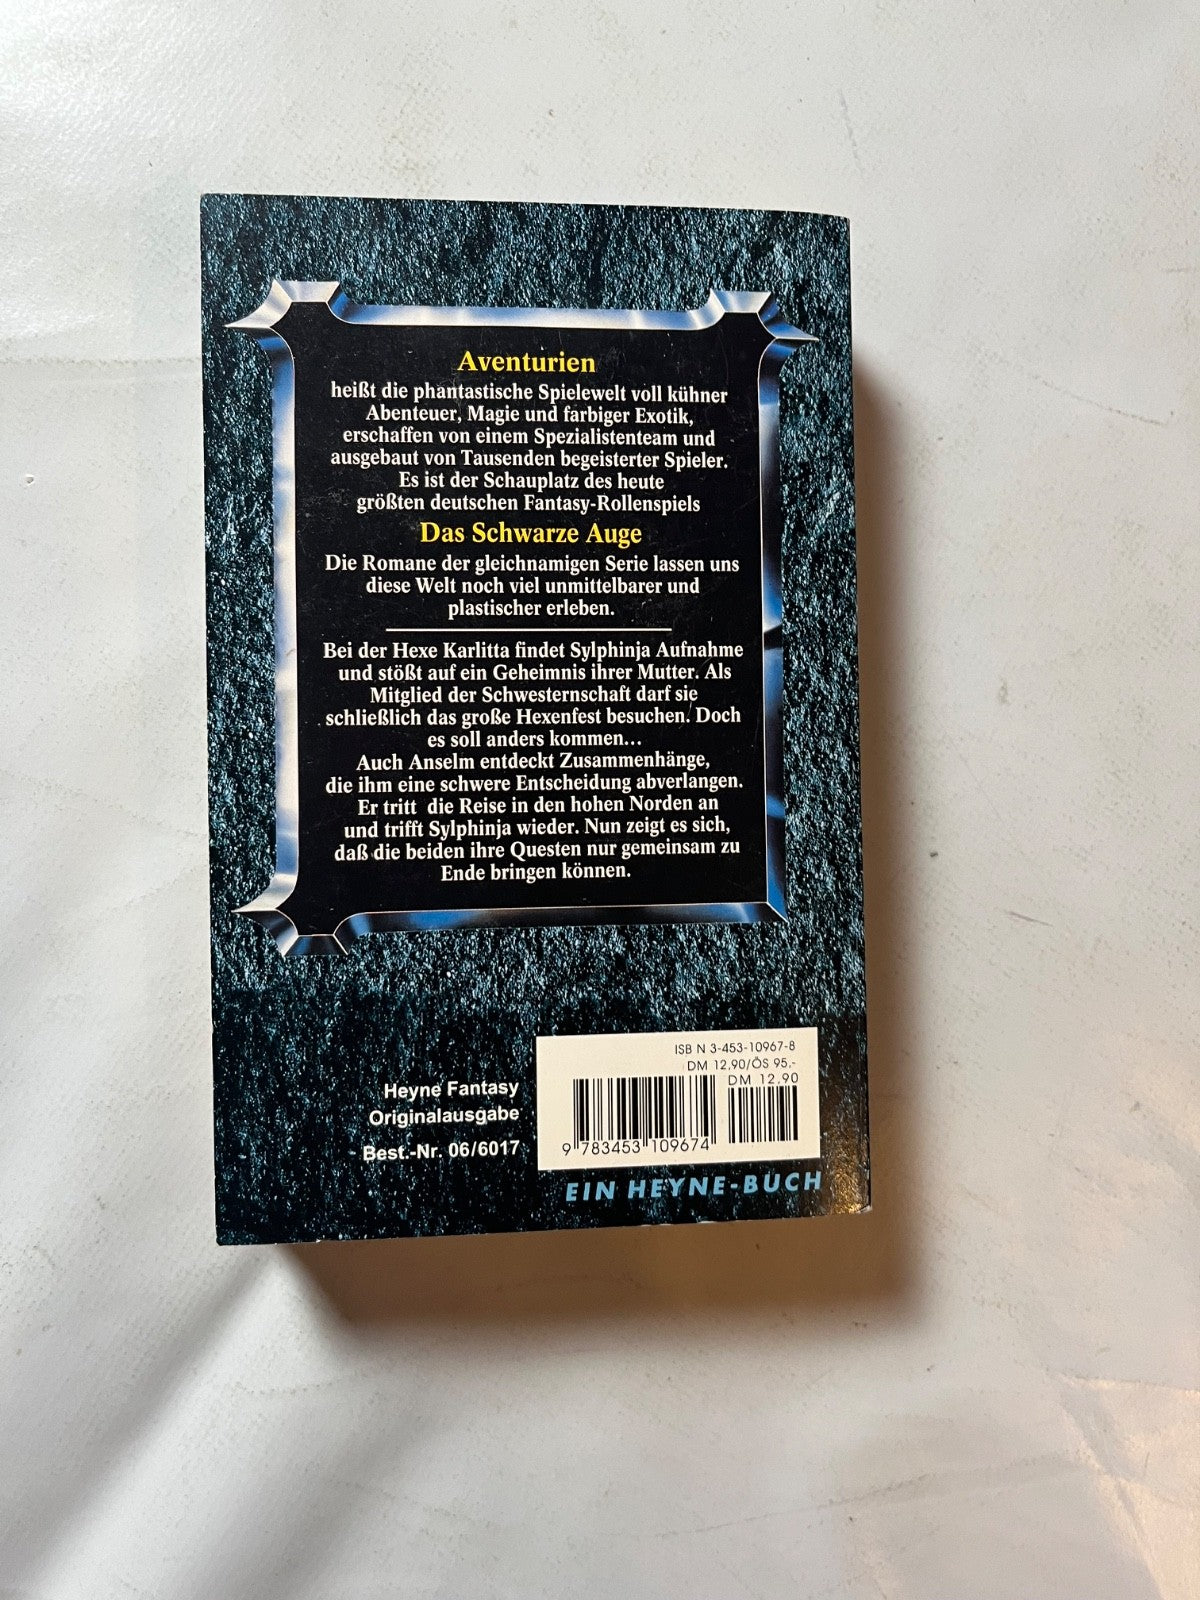 Aventurien
heißt die phantastische Spielewelt voll kühner
Abenteuer, Magie und farbiger Exotik,
erschaffen von einem Spezialistenteam und
ausgebaut von Tausenden begeisterter Spieler.
Es ist der Schauplatz des heute
größten deutschen Fantasy-Rollenspiels
Das Schwarze Auge
Die Romane der gleichnamigen Serie lassen uns
diese Welt noch viel unmittelbarer und
plastischer erleben.
Bei der Hexe Karlitta findet Sylphinja Aufnahme
und stößt auf ein Geheimnis ihrer Mutter. Als
Mitglied der Schwesternschaft darf sie
schließlich das große Hexenfest besuchen. Doch
es soll anders kommen...
Auch Anselm entdeckt Zusammenhänge,
die ihm eine schwere Entscheidung abverlangen.
Er tritt die Reise in den hohen Norden an
und trifft Sylphinja wieder. Nun zeigt es sich,
daß die beiden ihre Questen nur gemeinsam zu
Ende bringen können.
ISBN 3-453-10967-8
DM 12.90/ÖS 95.-
DM 12.90
9 783453 109674
Heyne Fantasy
Originalausgabe
Best.-Nr. 06/6017
EIN HEYNE-BUCH